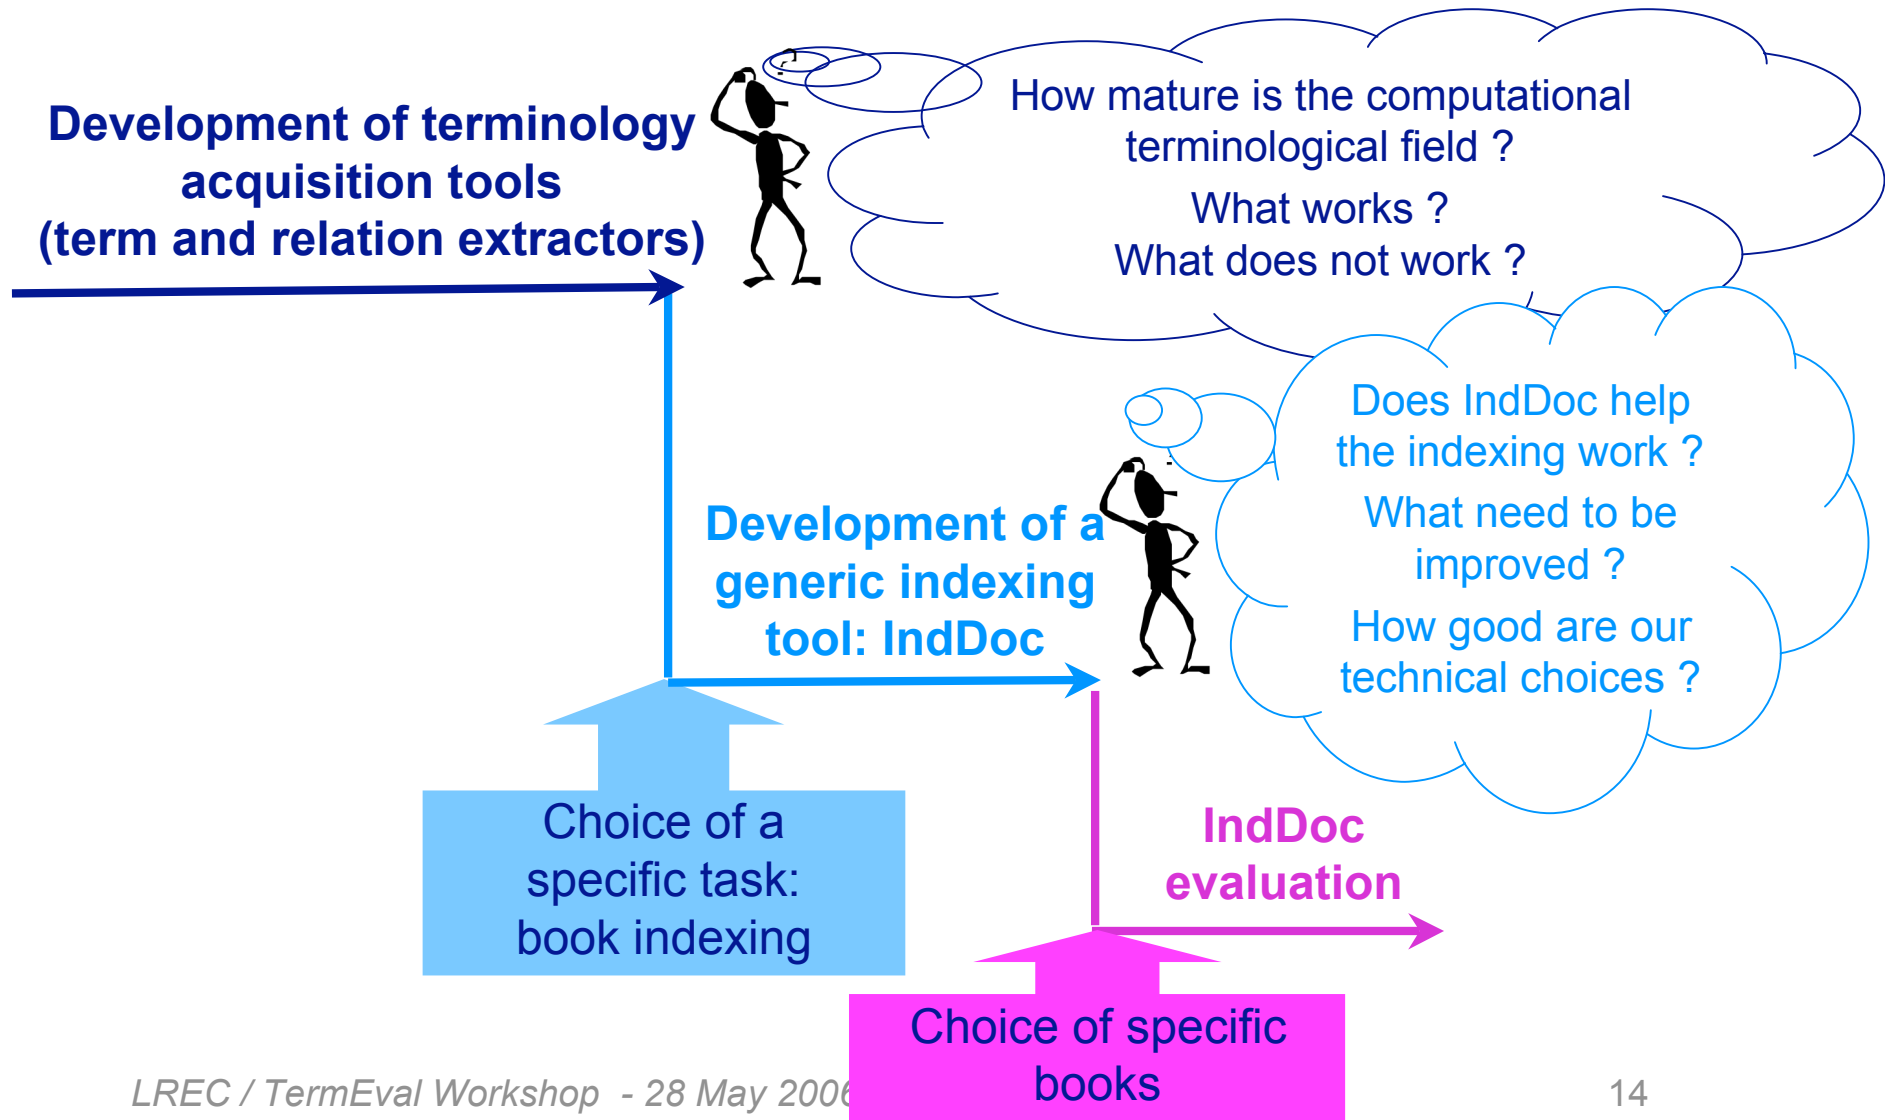 Development of terminology
acquisition tools
(term and relation extractors)
How mature is the computational
terminological field ?
What works ?
What does not work ?
Does IndDoc help
the indexing work ?
What need to be
improved ?
How good are our
technical choices ?
Development of a
generic indexing
tool: IndDoc
Choice of a
specific task:
book indexing
IndDoc
evaluation
Choice of specific
books
LREC / TermEval Workshop - 28 May 2006
14